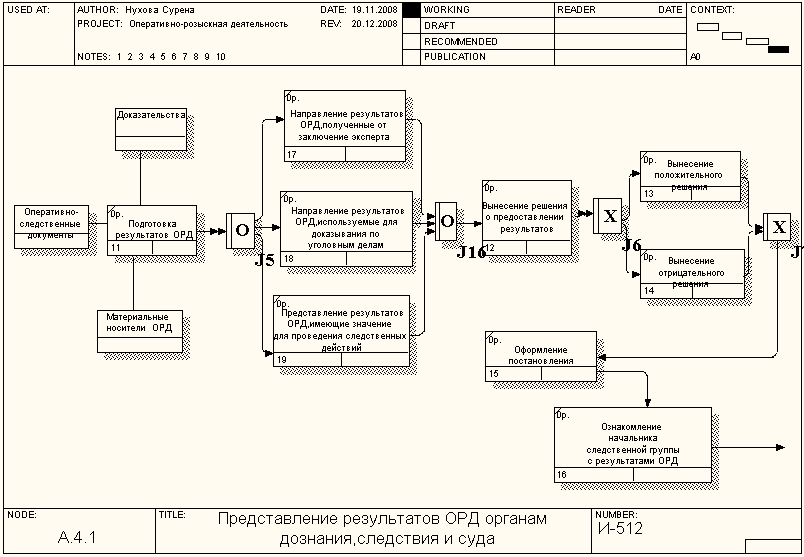 USED AT:
AUTHOR: Нухова Сурена
DATE: 19.11.2008
PROJECT: Оперативно-розыскная деятельность
REV: 20.12.2008
NOTES: 1 2 3 4 5 6 7 8 9 10
WORKING
DRAFT
RECOMMENDED
PUBLICATION
READER DATE
CONTEXT:
A0
Доказательства
Оперативно-
следственные
документы
0р.
Подготовка
результатов ОРД
11
Материальные
носители ОРД
O
J5
0р.
Направление результатов
ОРД,полученные от
заключение эксперта
17
0р.
Направление результатов
ОРД,используемые для
доказывания по
уголовным делам
18
0р.
Представление результатов
ОРД,имеющие значение
для проведения следственных
действий
19
O
J16
0р.
Вынесение решения
о предоставлении
результатов
12
X
J6
0р.
Вынесение
положительного
решения
13
0р.
Вынесение
отрицательного
решения
14
X
0р.
Оформление
постановления
15
0р.
Ознакомление
начальника
следственной группы
с результатами ОРД
16
NODE:
А.4.1
TITLE:
Представление результатов ОРД органам
дознания,следствия и суда
NUMBER:
И-512